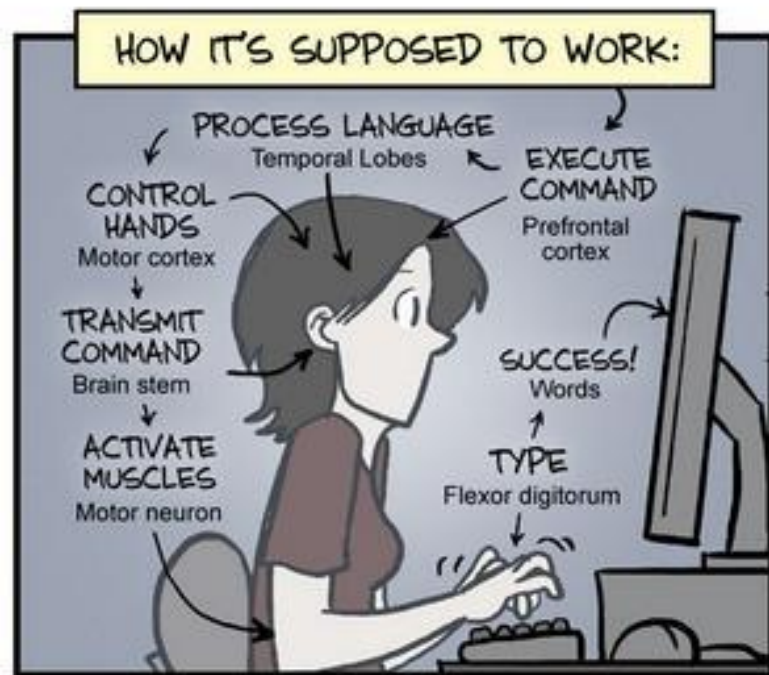 HOW IT'S SUPPOSED TO WORK:
EXECUTE
COMMAND
Prefrontal
cortex
PROCESS LANGUAGE
Temporal Lobes
CONTROL
HANDS
Motor cortex
TRANSMIT
COMMAND
Brain stem
ACTIVATE
MUSCLES
Motor neuron
TYPE
Flexor digitorum
SUCCESS!
Words